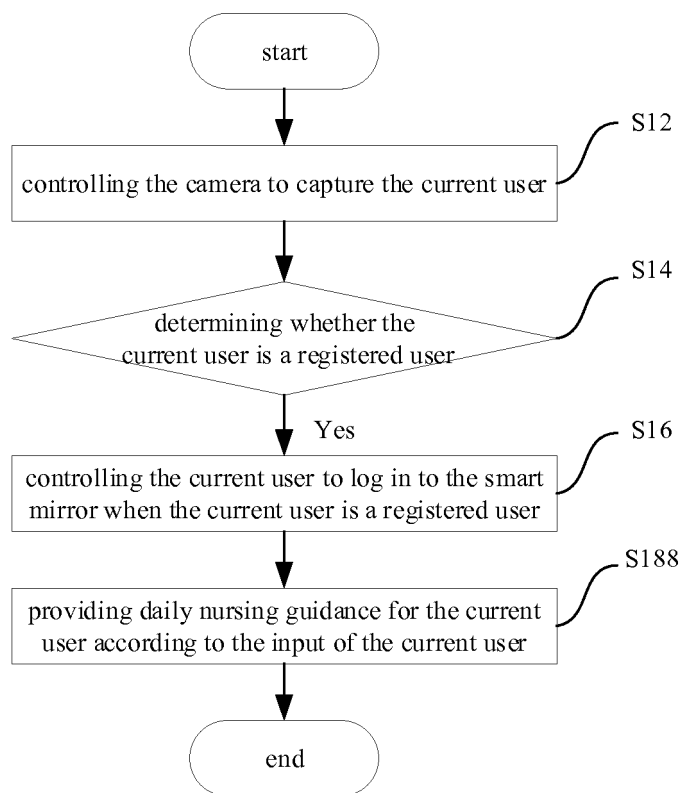 start
S12
controlling the camera to capture the current user
S14
determining whether the
current user is a registered user
Yes
S16
controlling the current user to log in to the smart
mirror when the current user is a registered user
S188
providing daily nursing guidance for the current
user according to the input of the current user
end